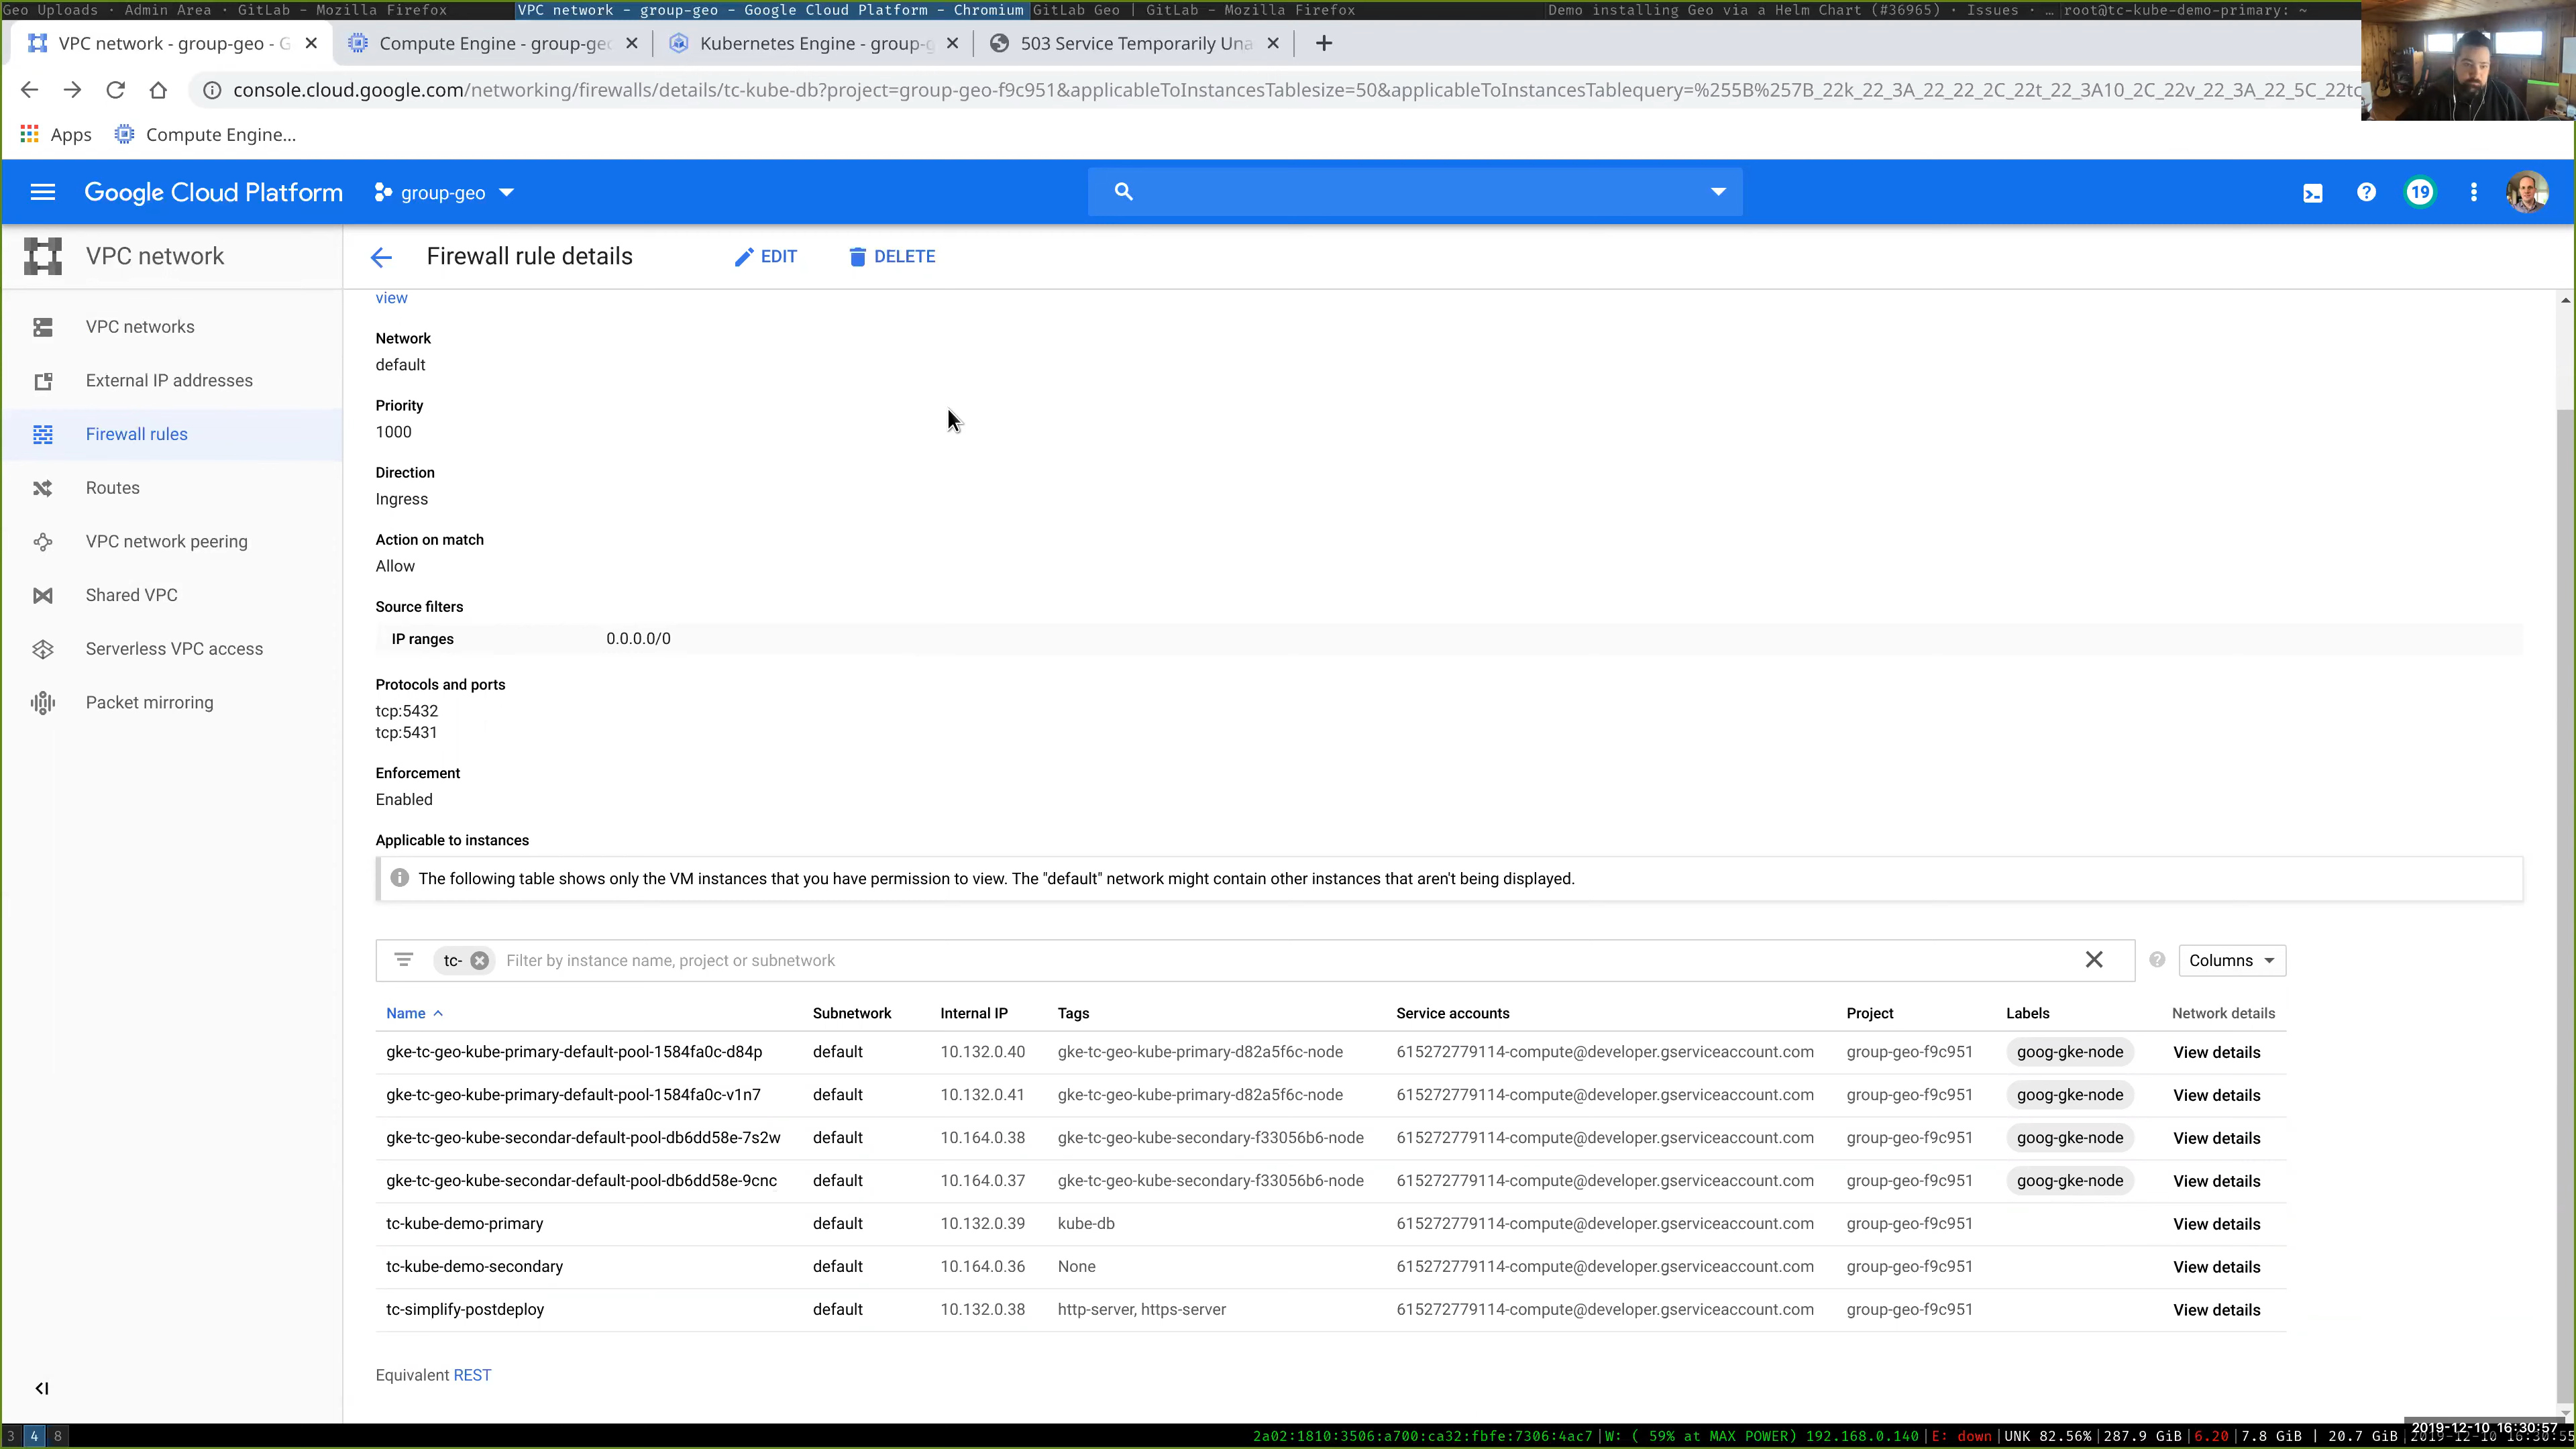 Geo Uploads · Admin Area · GitLab - Mozilla Firefox
VPC network - group-geo - Google Cloud Platform - Chromium
GitLab Geo | GitLab - Mozilla Firefox
Demo installing Geo via a Helm Chart (#36965) · Issues · …
root@tc-kube-demo-primary: ~
VPC network - group-geo - G
Compute Engine - group-geo
Kubernetes Engine - group-g
503 Service Temporarily Una
console.cloud.google.com/networking/firewalls/details/tc-kube-db?project=group-geo-f9c951&applicableToInstancesTablesize=50&applicableToInstancesTablequery=%255B%257B_22k_22_3A_22_22_2C_22t_22_3A10_2C_22v_22_3A_22_5C_22tc
Apps
Compute Engine...
Google Cloud Platform
group-geo
19
VPC network
Firewall rule details
EDIT
DELETE
VPC networks
External IP addresses
Firewall rules
Routes
VPC network peering
Shared VPC
Serverless VPC access
Packet mirroring
view
Network
default
Priority
1000
Direction
Ingress
Action on match
Allow
Source filters
IP ranges 0.0.0.0/0
Protocols and ports
tcp:5432
tcp:5431
Enforcement
Enabled
Applicable to instances
The following table shows only the VM instances that you have permission to view. The "default" network might contain other instances that aren't being displayed.
tc- Filter by instance name, project or subnetwork
Columns
Name Subnetwork Internal IP Tags Service accounts Project Labels Network details
gke-tc-geo-kube-primary-default-pool-1584fa0c-d84p default 10.132.0.40 gke-tc-geo-kube-primary-d82a5f6c-node 615272779114-compute@developer.gserviceaccount.com group-geo-f9c951 goog-gke-node View details
gke-tc-geo-kube-primary-default-pool-1584fa0c-v1n7 default 10.132.0.41 gke-tc-geo-kube-primary-d82a5f6c-node 615272779114-compute@developer.gserviceaccount.com group-geo-f9c951 goog-gke-node View details
gke-tc-geo-kube-secondar-default-pool-db6dd58e-7s2w default 10.164.0.38 gke-tc-geo-kube-secondary-f33056b6-node 615272779114-compute@developer.gserviceaccount.com group-geo-f9c951 goog-gke-node View details
gke-tc-geo-kube-secondar-default-pool-db6dd58e-9cnc default 10.164.0.37 gke-tc-geo-kube-secondary-f33056b6-node 615272779114-compute@developer.gserviceaccount.com group-geo-f9c951 goog-gke-node View details
tc-kube-demo-primary default 10.132.0.39 kube-db 615272779114-compute@developer.gserviceaccount.com group-geo-f9c951 View details
tc-kube-demo-secondary default 10.164.0.36 None 615272779114-compute@developer.gserviceaccount.com group-geo-f9c951 View details
tc-simplify-postdeploy default 10.132.0.38 http-server, https-server 615272779114-compute@developer.gserviceaccount.com group-geo-f9c951 View details
Equivalent REST
2019-12-10 16:30:57
3 4 8
2a02:1810:3506:a700:ca32:fbfe:7306:4ac7|W: ( 59% at MAX POWER) 192.168.0.140|E: down|UNK 82.56%|287.9 GiB|6.20|7.8 GiB | 20.7 GiB